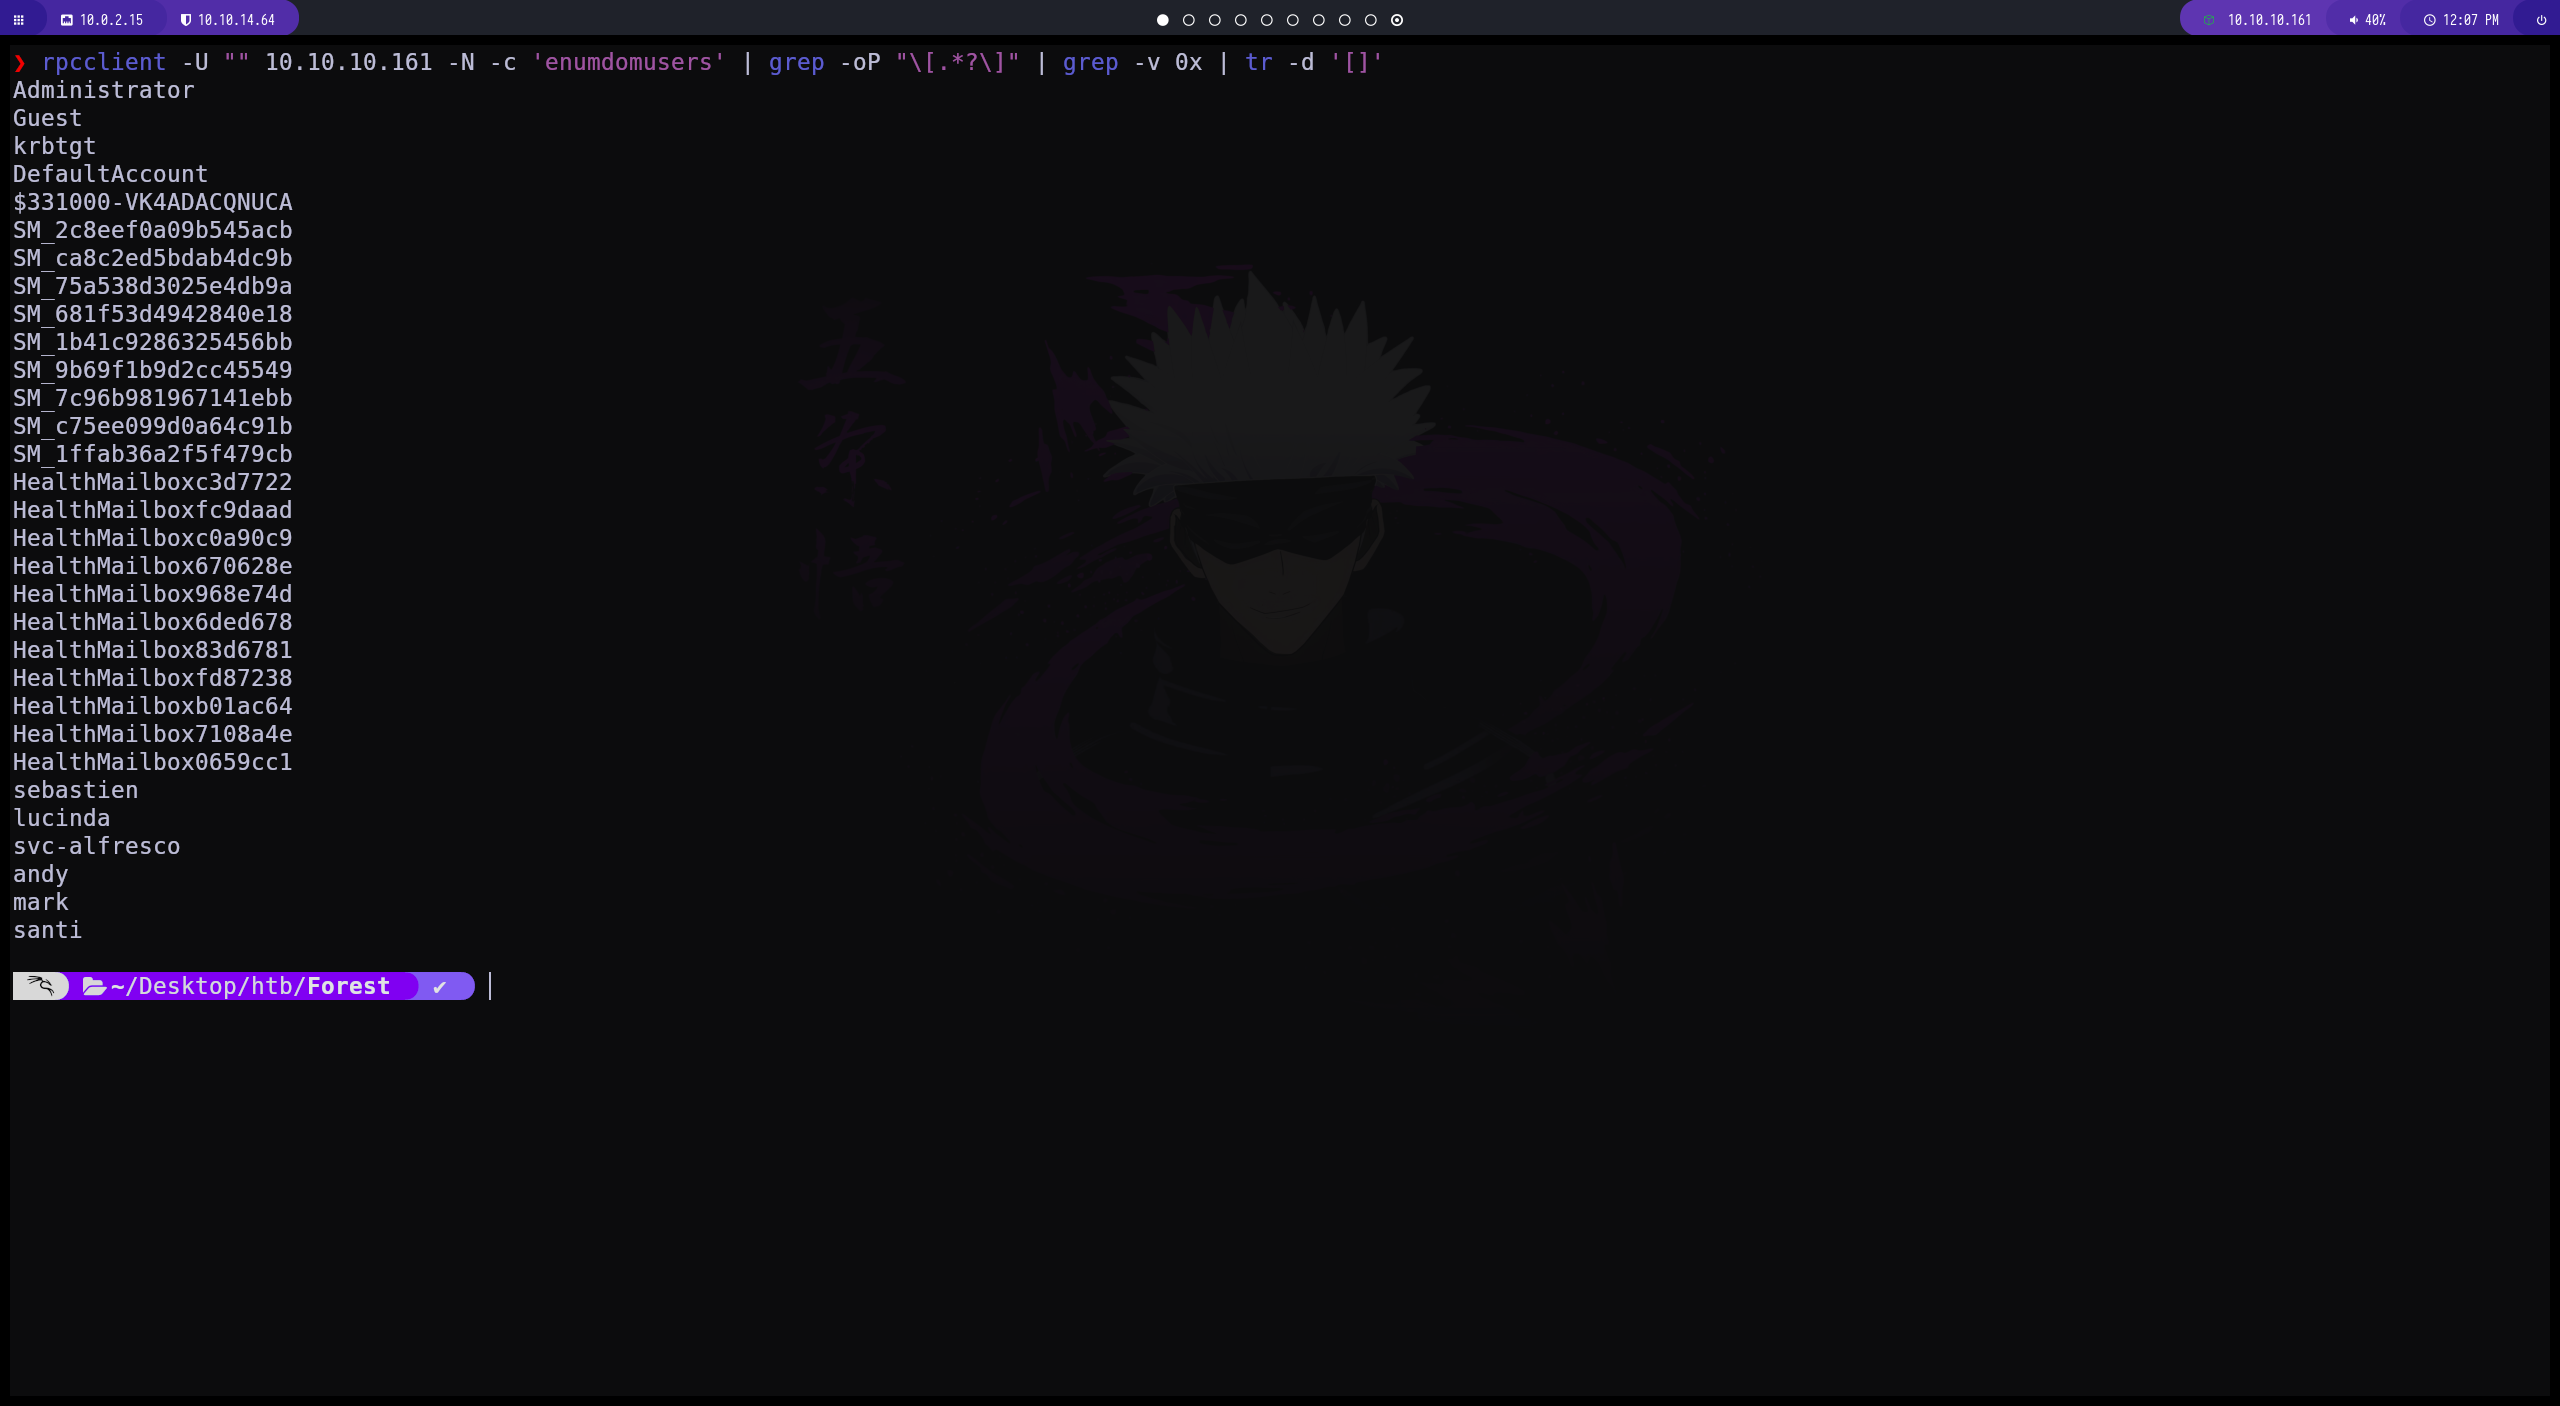 10.0.2.15 10.10.14.64 10.10.10.161 40% 12:07 PM
❯ rpcclient -U "" 10.10.10.161 -N -c 'enumdomusers' | grep -oP "\[.*?\]" | grep -v 0x | tr -d '[]'
Administrator
Guest
krbtgt
DefaultAccount
$331000-VK4ADACQNUCA
SM_2c8eef0a09b545acb
SM_ca8c2ed5bdab4dc9b
SM_75a538d3025e4db9a
SM_681f53d4942840e18
SM_1b41c9286325456bb
SM_9b69f1b9d2cc45549
SM_7c96b981967141ebb
SM_c75ee099d0a64c91b
SM_1ffab36a2f5f479cb
HealthMailboxc3d7722
HealthMailboxfc9daad
HealthMailboxc0a90c9
HealthMailbox670628e
HealthMailbox968e74d
HealthMailbox6ded678
HealthMailbox83d6781
HealthMailboxfd87238
HealthMailboxb01ac64
HealthMailbox7108a4e
HealthMailbox0659cc1
sebastien
lucinda
svc-alfresco
andy
mark
santi
~/Desktop/htb/Forest ✔
五
条
悟